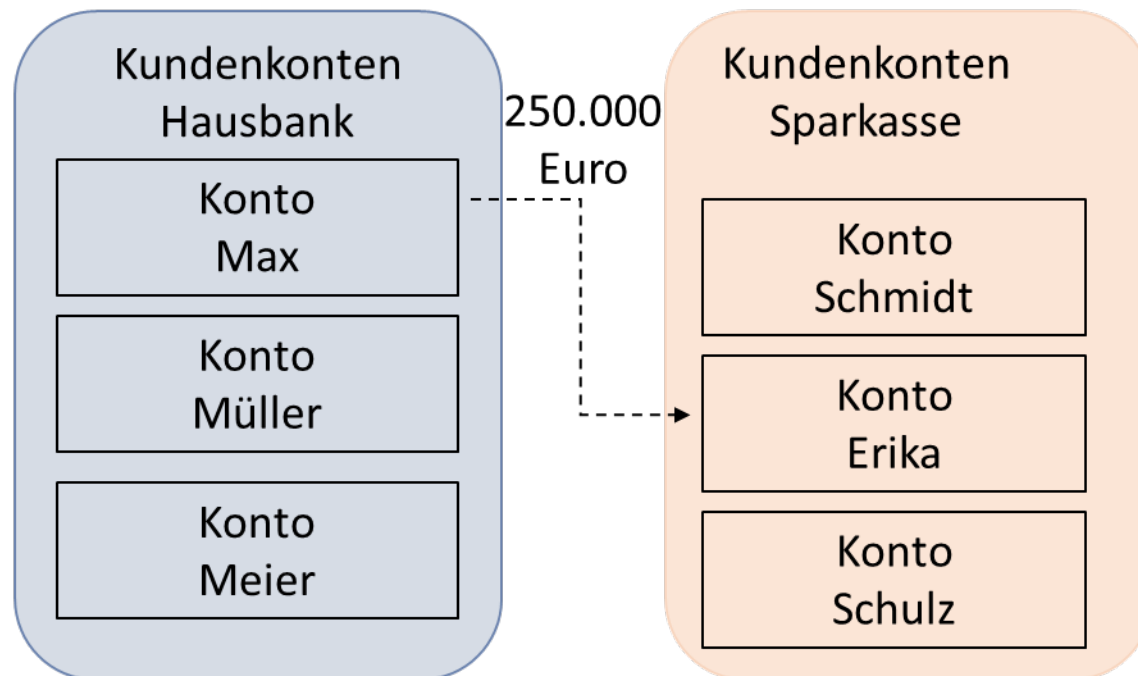 Kundenkonten
Hausbank
Konto
Max
Konto
Müller
Konto
Meier
250.000
Euro
Kundenkonten
Sparkasse
Konto
Schmidt
Konto
Erika
Konto
Schulz